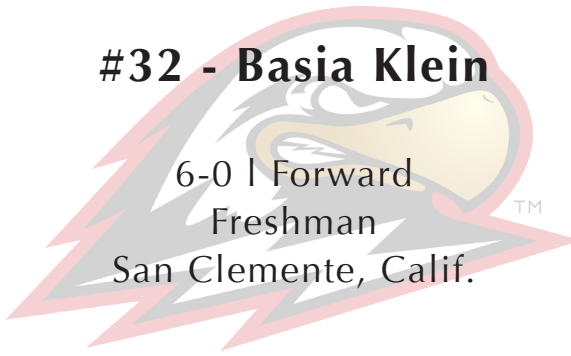 #32 - Basia Klein
6-0 l Forward
Freshman
TM
San Clemente, Calif.